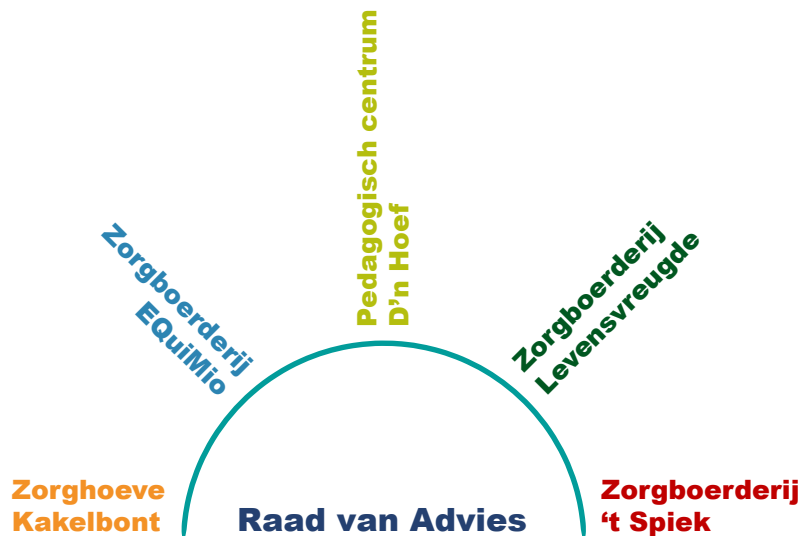 Zorghoeve
Kakelbont
Zorgboerderij
EQuiMio
Pedagogisch centrum
D’n Hoef
Zorgboerderij
Levensvreugde
Zorgboerderij
‘t Spiek
Raad van Advies